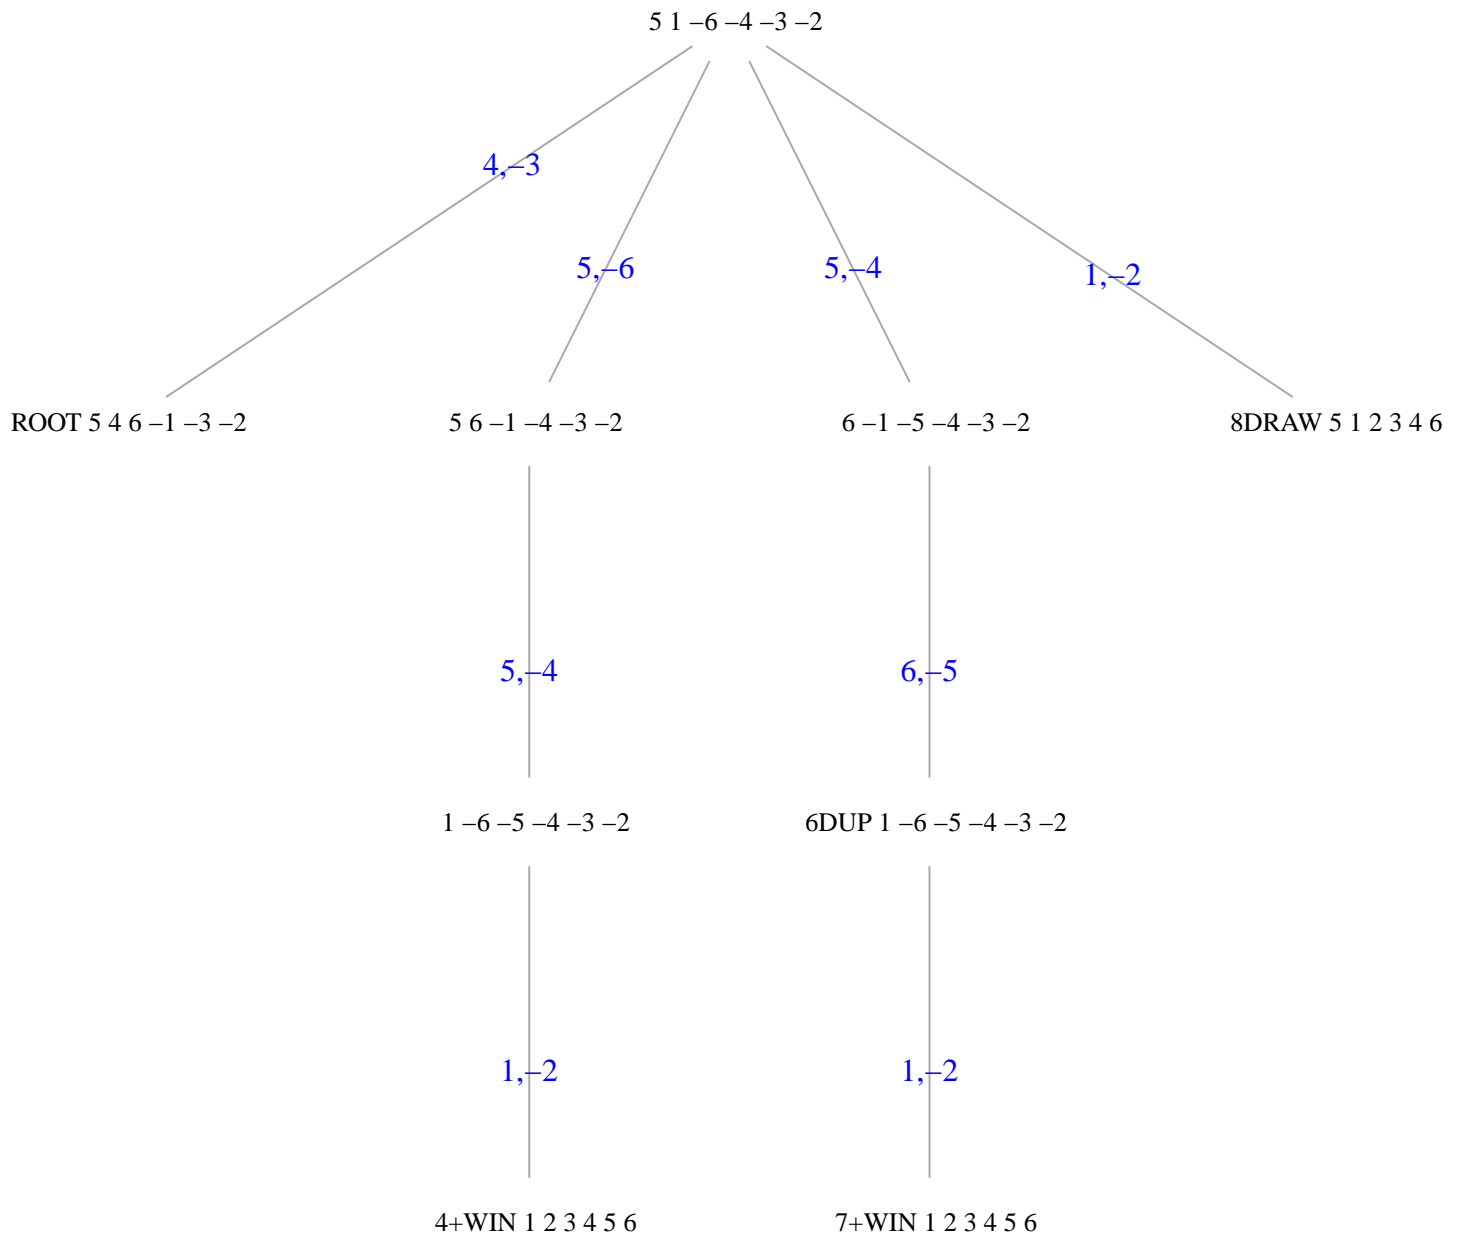 5 1 –6 –4 –3 –2
4,–3
5,–6
5,–4
1,–2
ROOT 5 4 6 –1 –3 –2
5 6 –1 –4 –3 –2
6 –1 –5 –4 –3 –2
8DRAW 5 1 2 3 4 6
5,–4
6,–5
1 –6 –5 –4 –3 –2
6DUP 1 –6 –5 –4 –3 –2
1,–2
1,–2
4+WIN 1 2 3 4 5 6
7+WIN 1 2 3 4 5 6